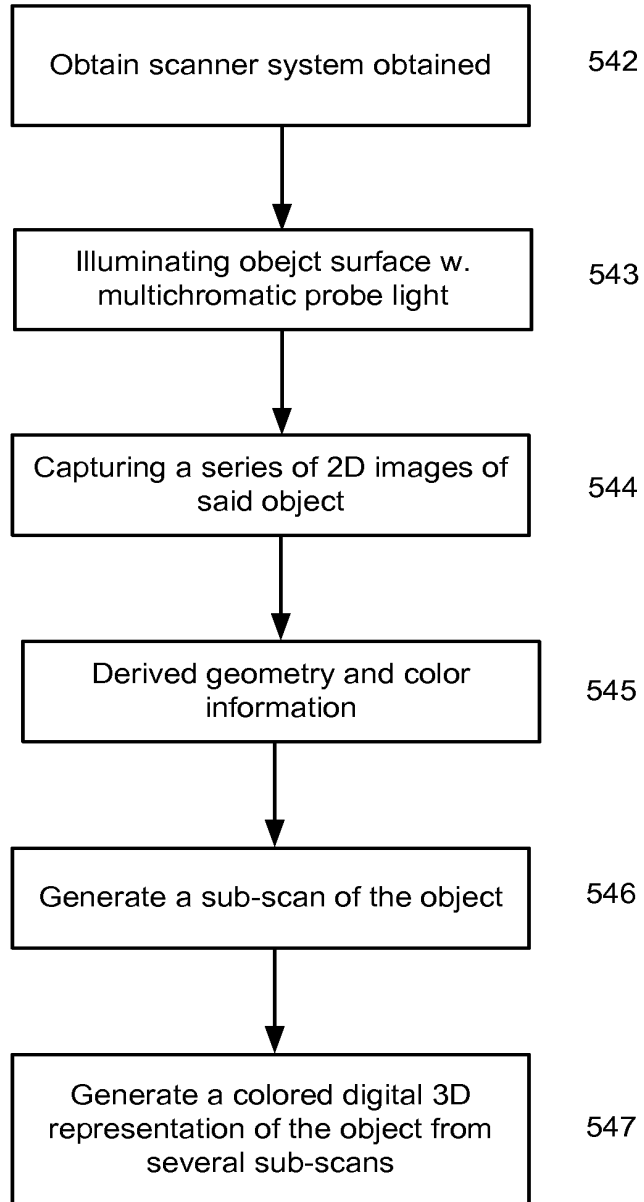 Obtain scanner system obtained
542
Illuminating obejct surface w.
multichromatic probe light
543
Capturing a series of 2D images of
said object
544
Derived geometry and color
information
545
Generate a sub-scan of the object
546
Generate a colored digital 3D
representation of the object from
several sub-scans
547